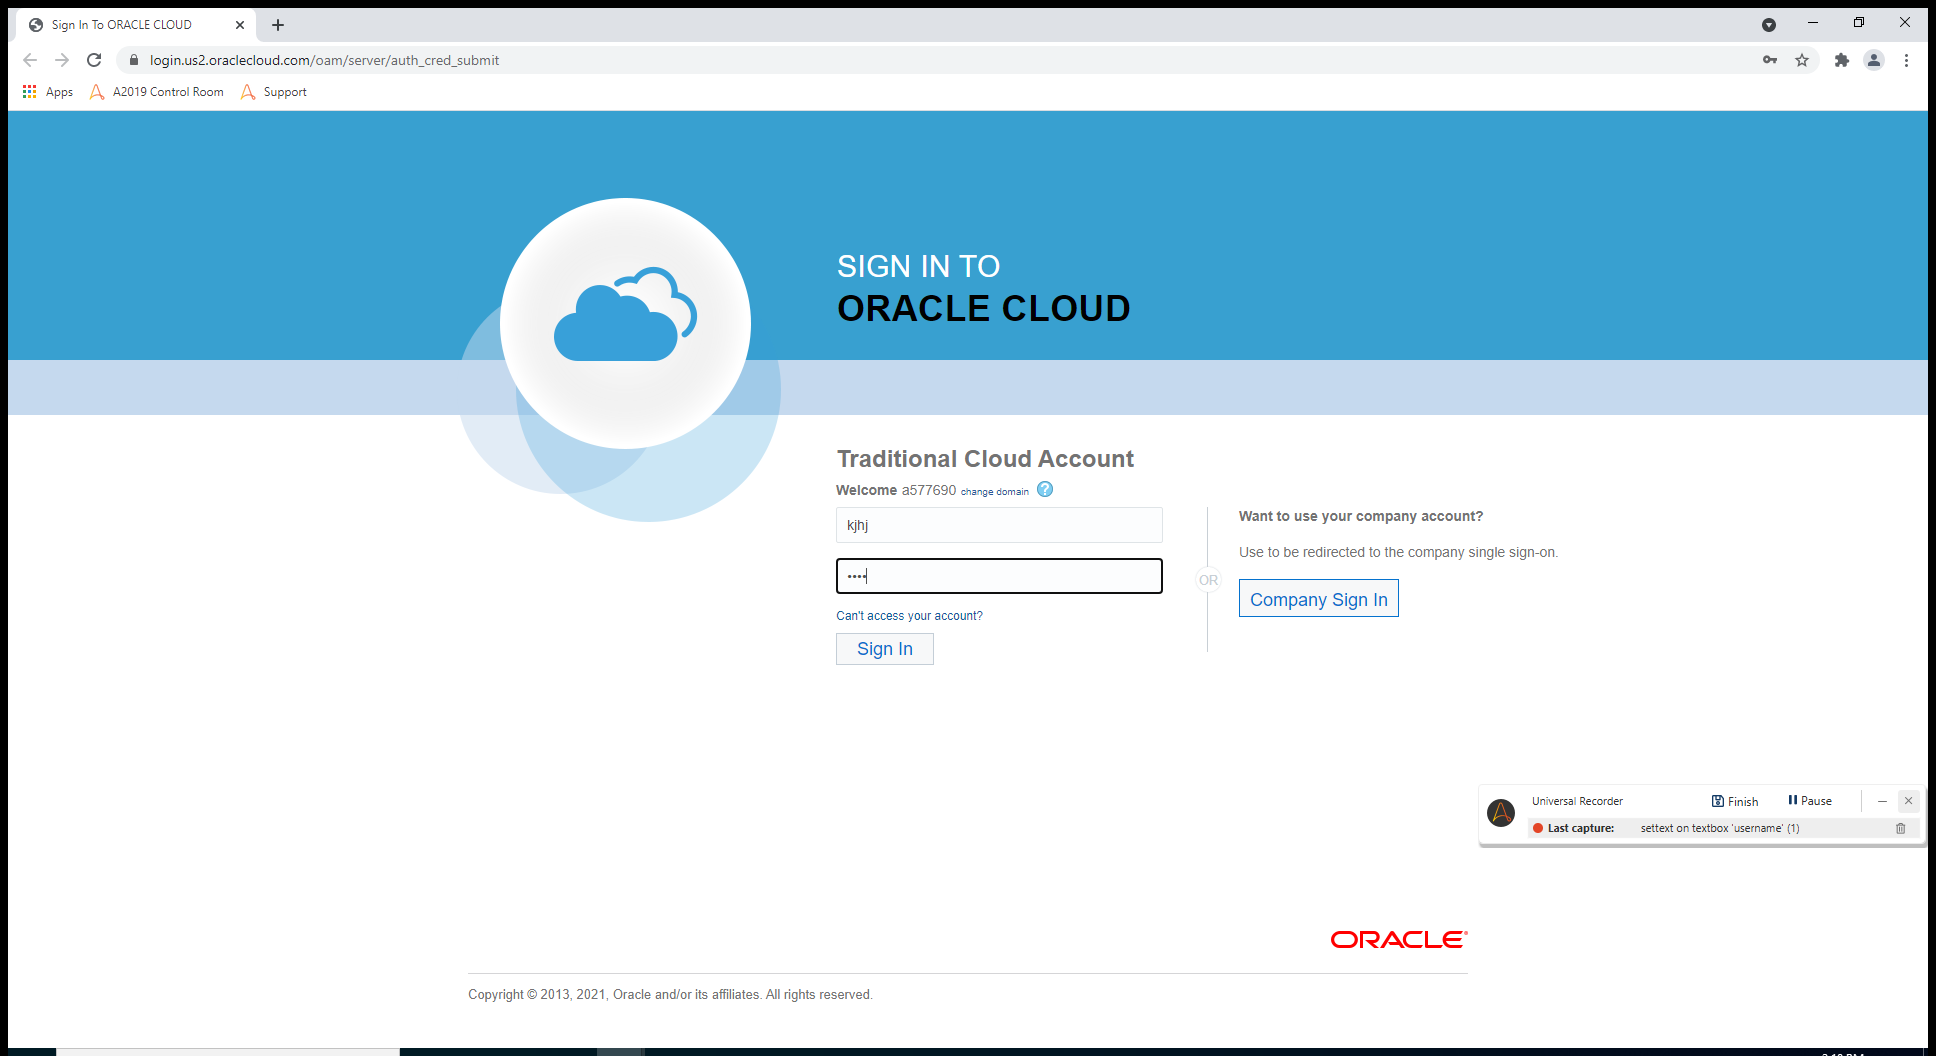 Sign In To ORACLE CLOUD
login.us2.oraclecloud.com/oam/server/auth_cred_submit
Apps A2019 Control Room Support
SIGN IN TO
ORACLE CLOUD
Traditional Cloud Account
Welcome a577690 change domain ?
kjhj
••••
Can't access your account?
Sign In
OR
Want to use your company account?
Use to be redirected to the company single sign-on.
Company Sign In
Universal Recorder Finish Pause
Last capture: settext on textbox 'username' (1)
ORACLE®
Copyright © 2013, 2021, Oracle and/or its affiliates. All rights reserved.